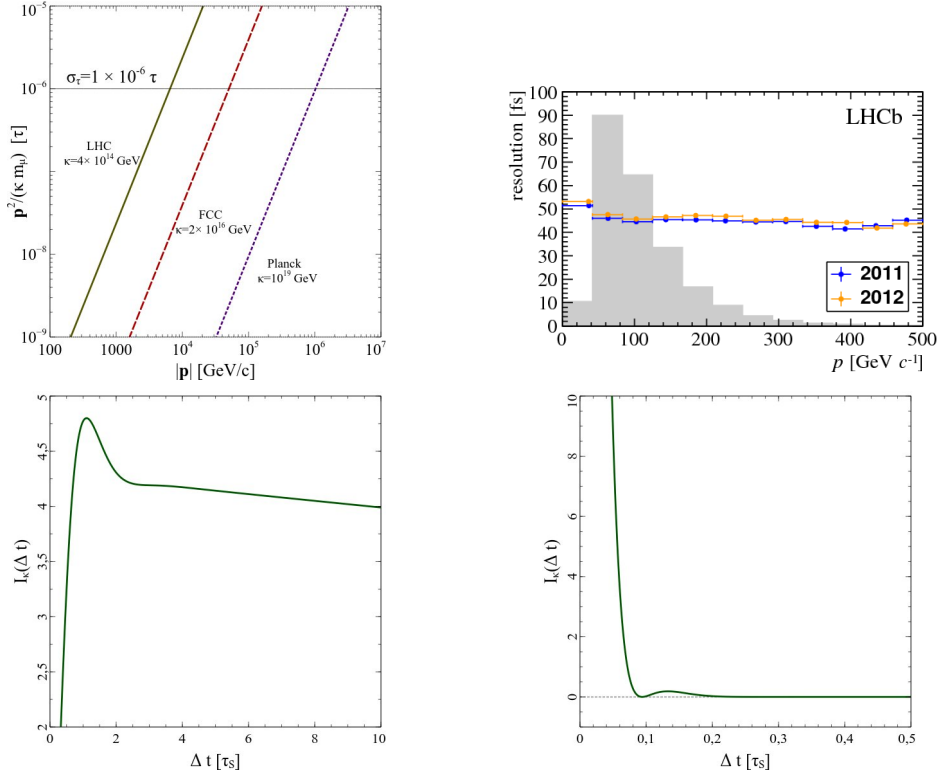 10⁻⁵
10⁻⁶
10⁻⁷
10⁻⁸
10⁻⁹
p²/(κ m_μ) [τ]
σ_τ=1 × 10⁻⁶ τ
LHC
κ=4× 10¹⁴ GeV
FCC
κ=2× 10¹⁶ GeV
Planck
κ=10¹⁹ GeV
100 1000 10⁴ 10⁵ 10⁶ 10⁷
|p| [GeV/c]
100
90
80
70
60
50
40
30
20
10
0
resolution [fs]
LHCb
2011
2012
0 100 200 300 400 500
p [GeV c⁻¹]
5
4,5
4
3,5
3
2,5
2
I_κ(Δ t)
0 2 4 6 8 10
Δ t [τ_S]
10
8
6
4
2
0
I_κ(Δ t)
0 0,1 0,2 0,3 0,4 0,5
Δ t [τ_S]